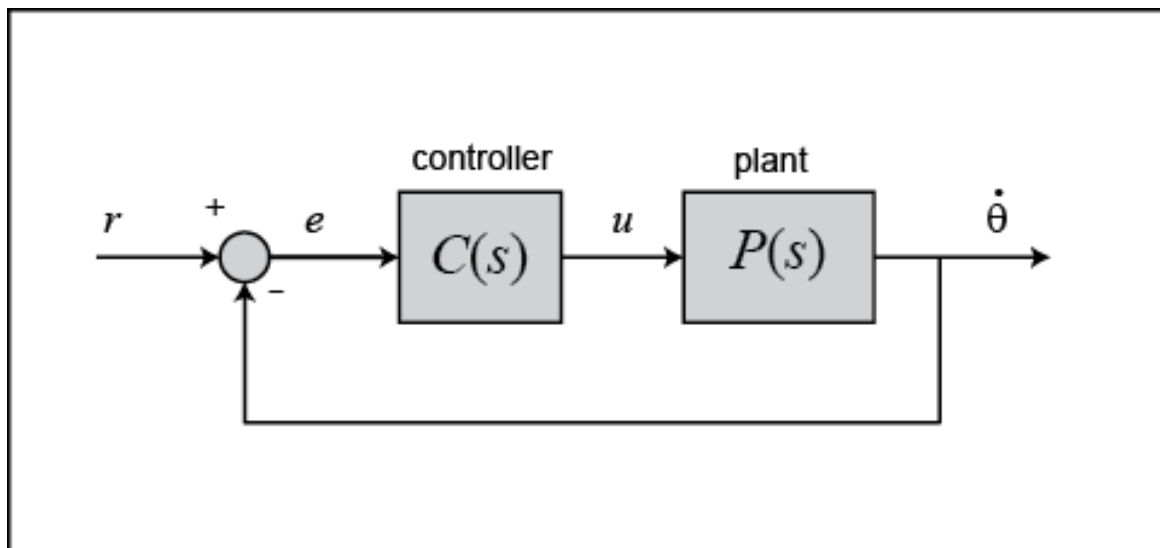 controller plant
r + e C(s) u P(s) θ̇
−